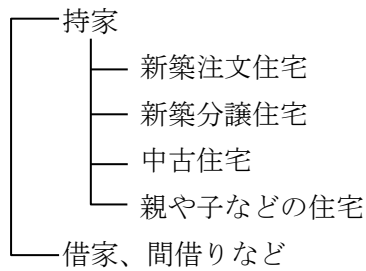 持家
新築注文住宅
新築分譲住宅
中古住宅
親や子などの住宅
借家、間借りなど